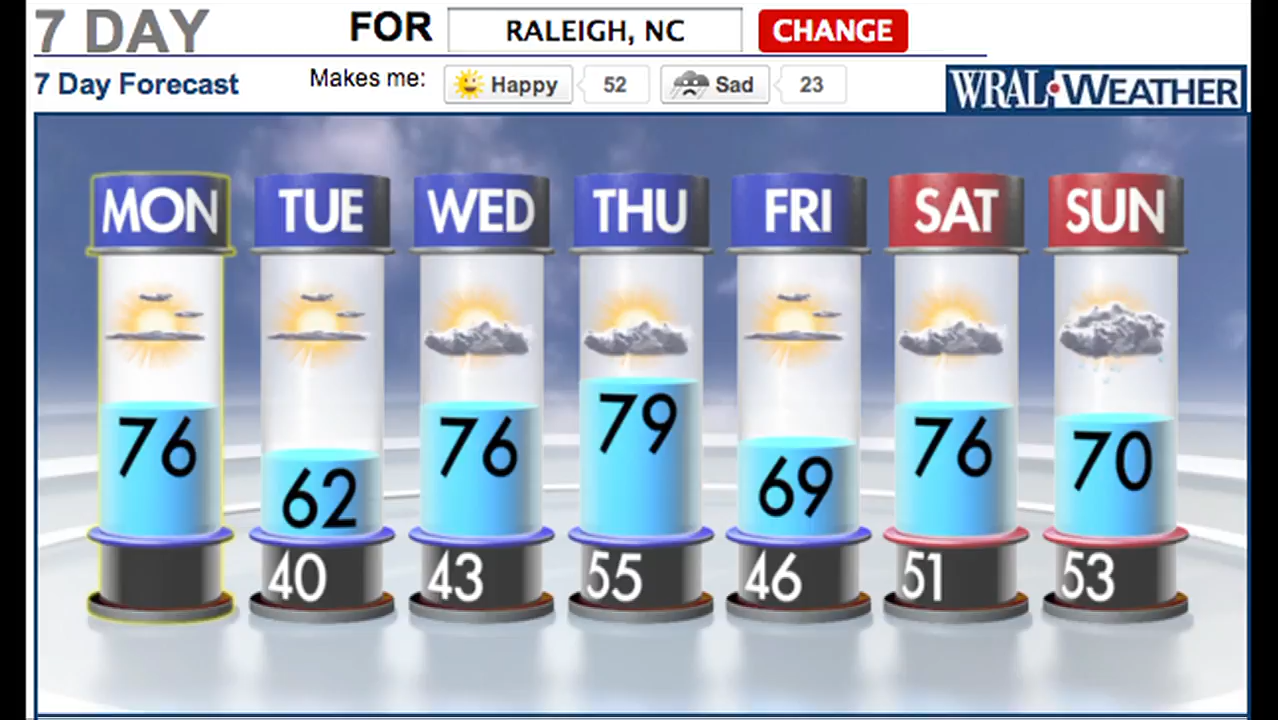 7 DAY FOR RALEIGH, NC CHANGE
7 Day Forecast Makes me: Happy 52 Sad 23 WRAL WEATHER
MON TUE WED THU FRI SAT SUN
76 62 76 79 69 76 70
40 43 55 46 51 53